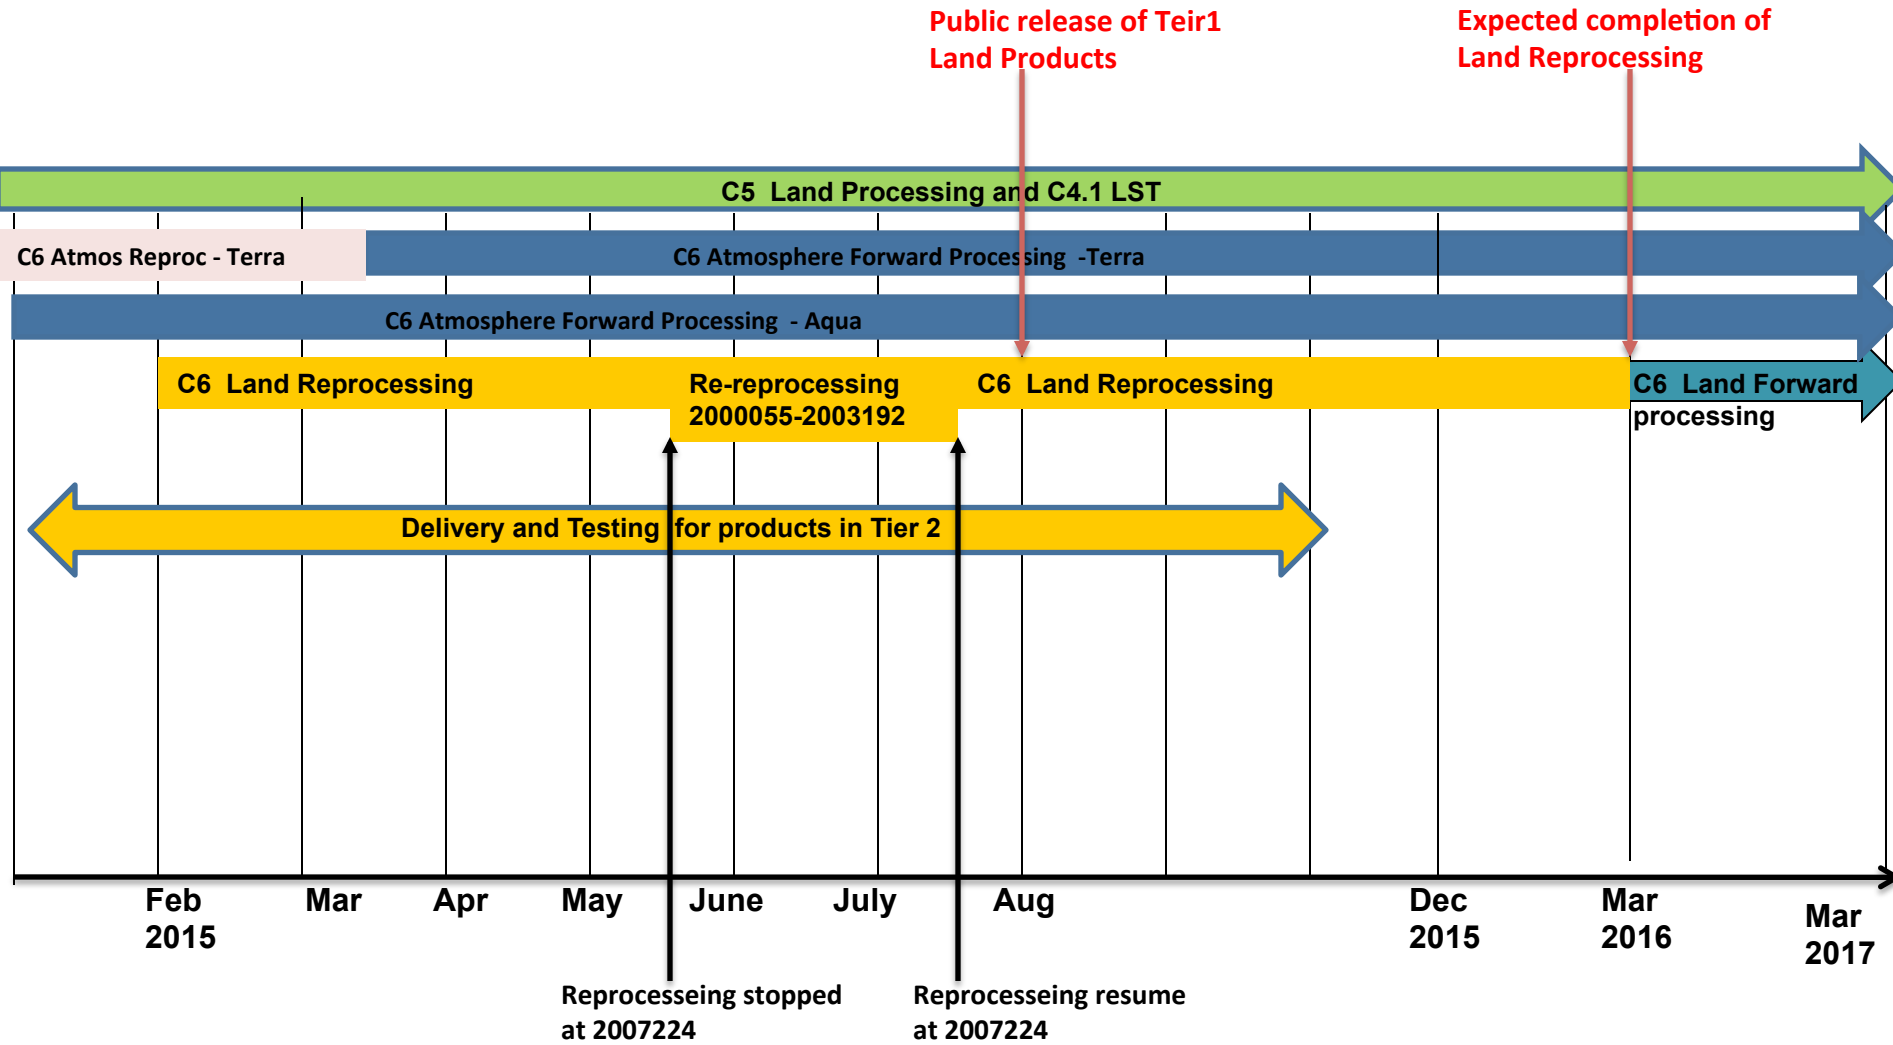 Public release of Teir1
Land Products
Expected completion of
Land Reprocessing
C5  Land Processing and C4.1 LST
C6 Atmos Reproc - Terra
C6 Atmosphere Forward Processing  -Terra
C6 Atmosphere Forward Processing  - Aqua
C6  Land Reprocessing
Re-reprocessing
2000055-2003192
C6  Land Reprocessing
C6  Land Forward
processing
Delivery and Testing  for products in Tier 2
Feb
2015
Mar
Apr
May
June
July
Aug
Dec
2015
Mar
2016
Mar
2017
Reprocesseing stopped
at 2007224
Reprocesseing resume
at 2007224